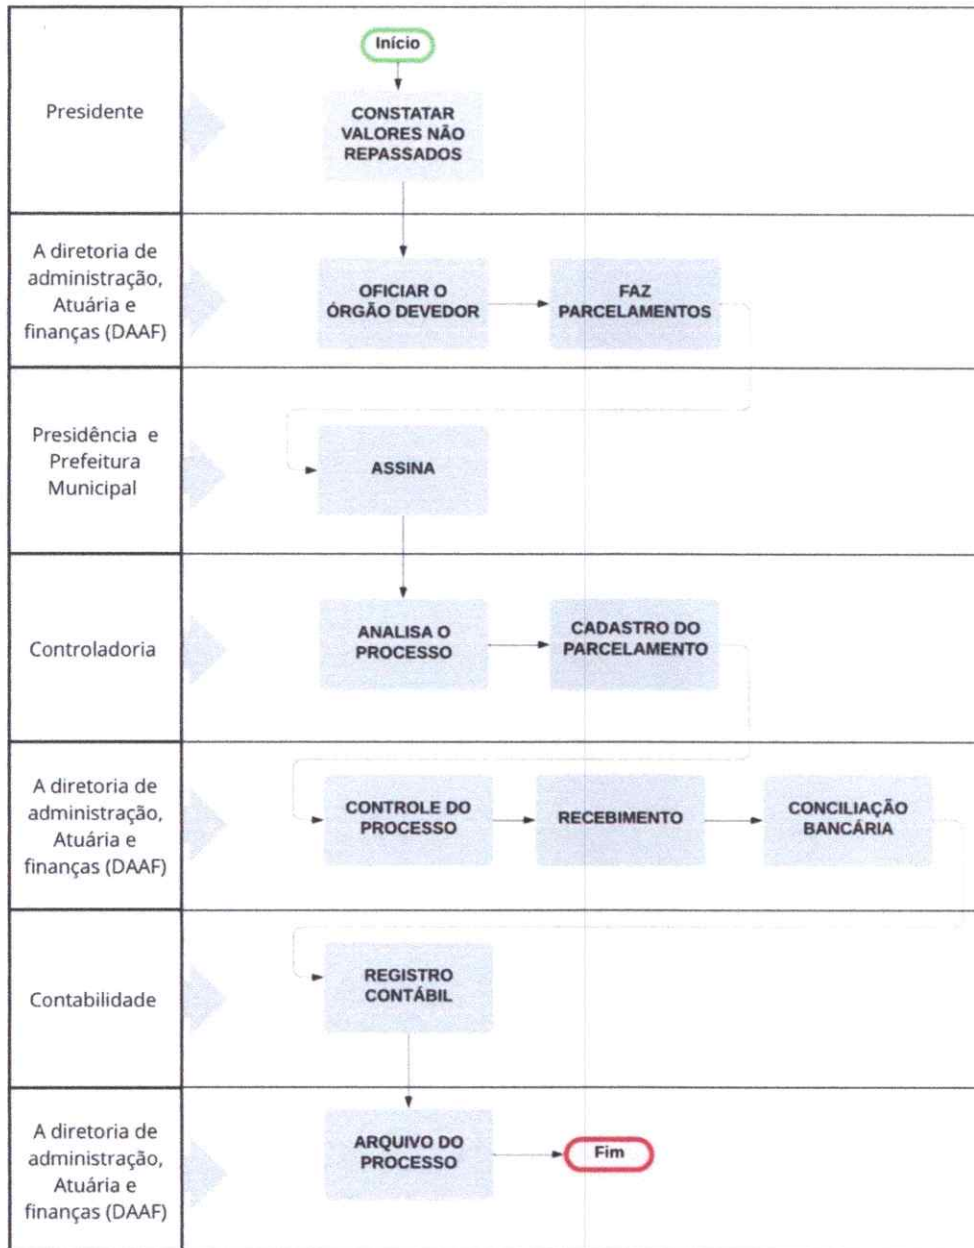 Início
Presidente
CONSTATAR
VALORES NÃO
REPASSADOS
A diretoria de
administração,
Atuária e
finanças (DAAF)
OFICIAR O
ÓRGÃO DEVEDOR
FAZ
PARCELAMENTOS
Presidência e
Prefeitura
Municipal
ASSINA
Controladoria
ANALISA O
PROCESSO
CADASTRO DO
PARCELAMENTO
A diretoria de
administração,
Atuária e
finanças (DAAF)
CONTROLE DO
PROCESSO
RECEBIMENTO
CONCILIAÇÃO
BANCÁRIA
Contabilidade
REGISTRO
CONTÁBIL
A diretoria de
administração,
Atuária e
finanças (DAAF)
ARQUIVO DO
PROCESSO
Fim